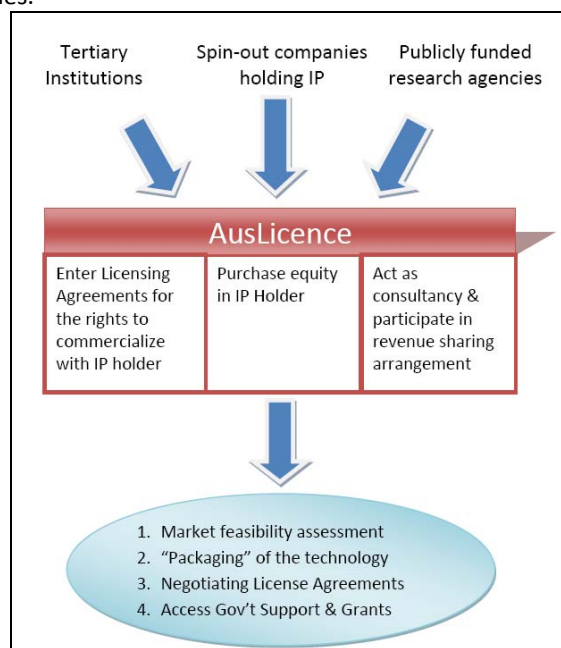 ies.
Tertiary
Institutions
Spin-out companies
holding IP
Publicly funded
research agencies
AusLicence
Enter Licensing
Agreements for
the rights to
commercialize
with IP holder
Purchase equity
in IP Holder
Act as
consultancy &
participate in
revenue sharing
arrangement
1. Market feasibility assessment
2. “Packaging” of the technology
3. Negotiating License Agreements
4. Access Gov’t Support & Grants